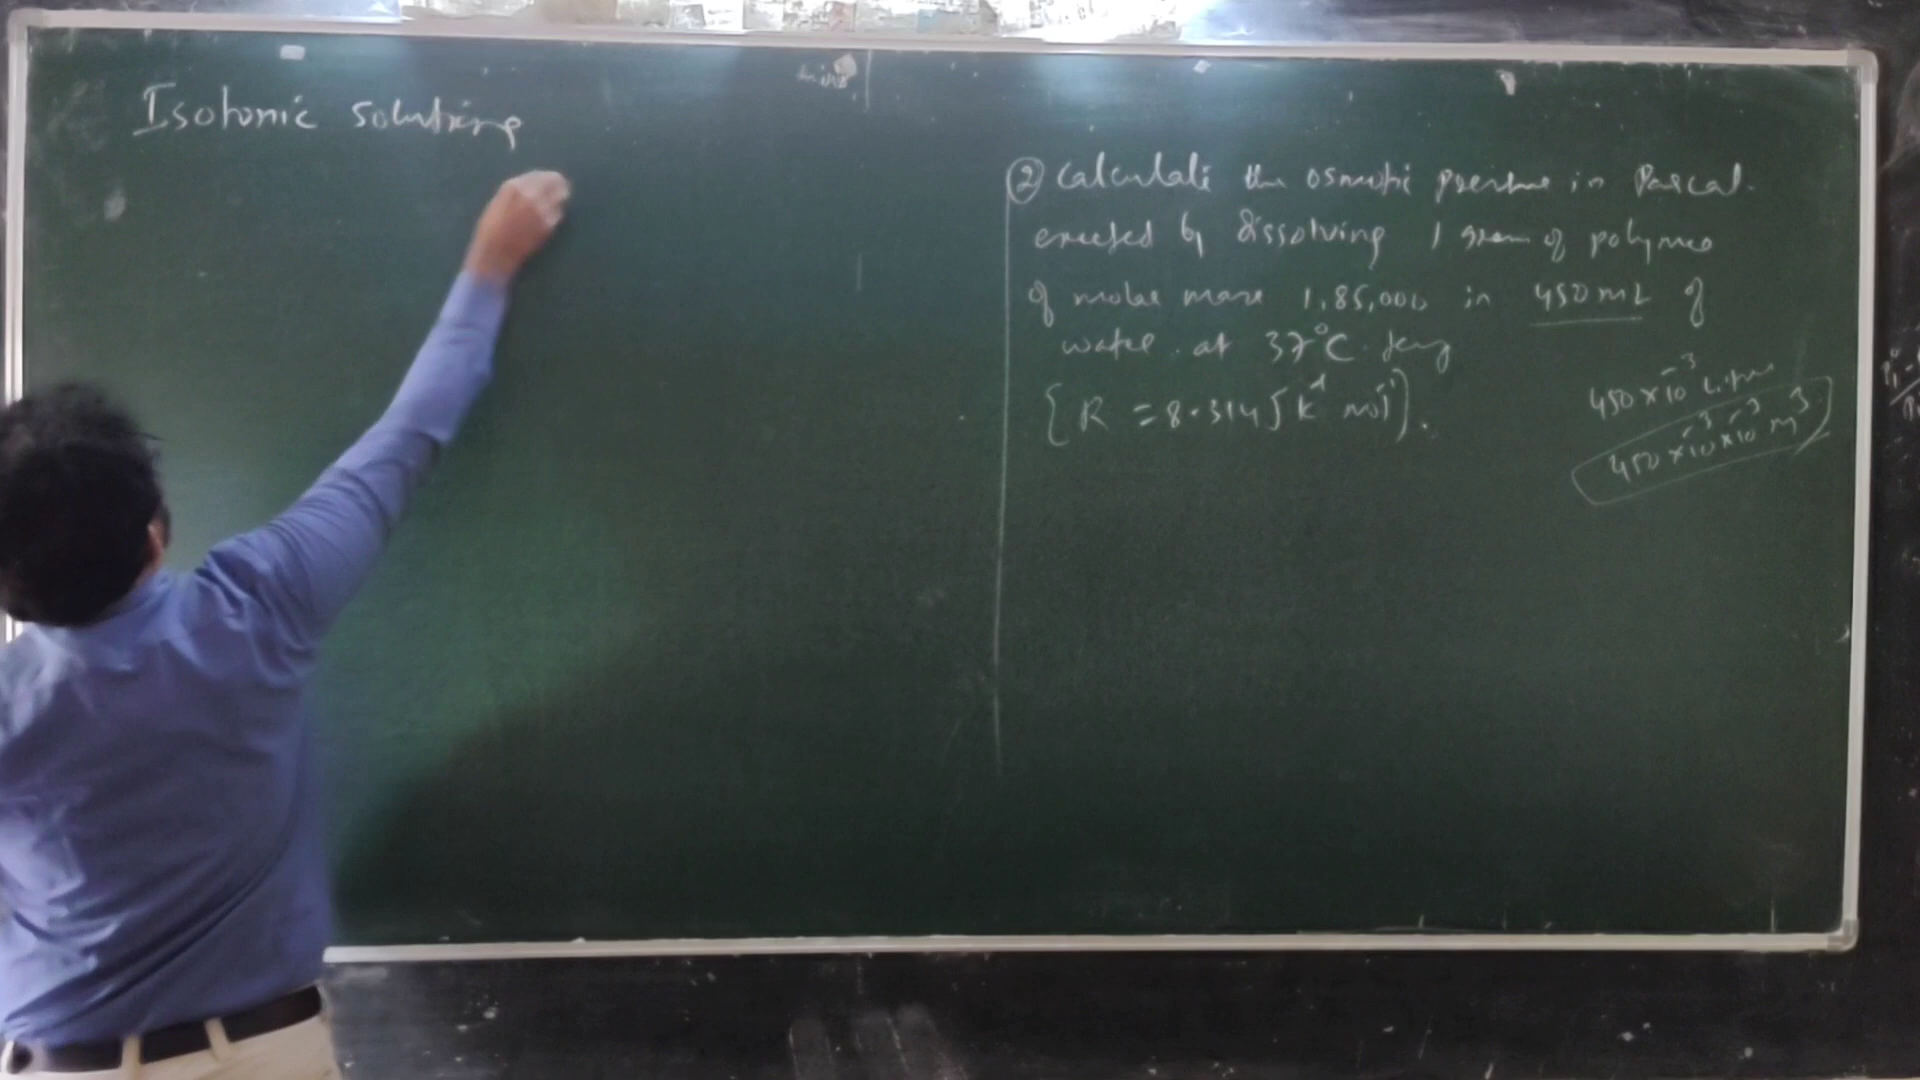 Isotonic solutions
② Calculate the osmotic pressure in Pascal.
exerted by dissolving 1 gram of polymer
of molar mass 1,85,000 in 450 mL of
water at 37°C
{ R = 8.314 J K⁻¹ mol⁻¹}.
450 × 10⁻³ Litre
450 × 10⁻³ × 10⁻³ m³